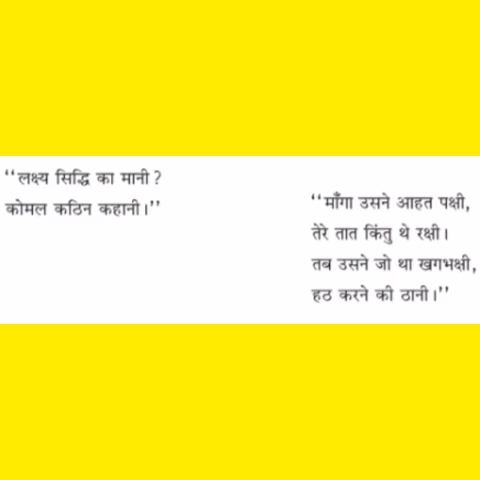 ‘‘लक्ष्य सिद्धि का मानी?
कोमल कठिन कहानी।’’
‘‘माँगा उसने आहत पक्षी,
तेरे तात किंतु थे रक्षी।
तब उसने जो था खगभक्षी,
हठ करने की ठानी।’’